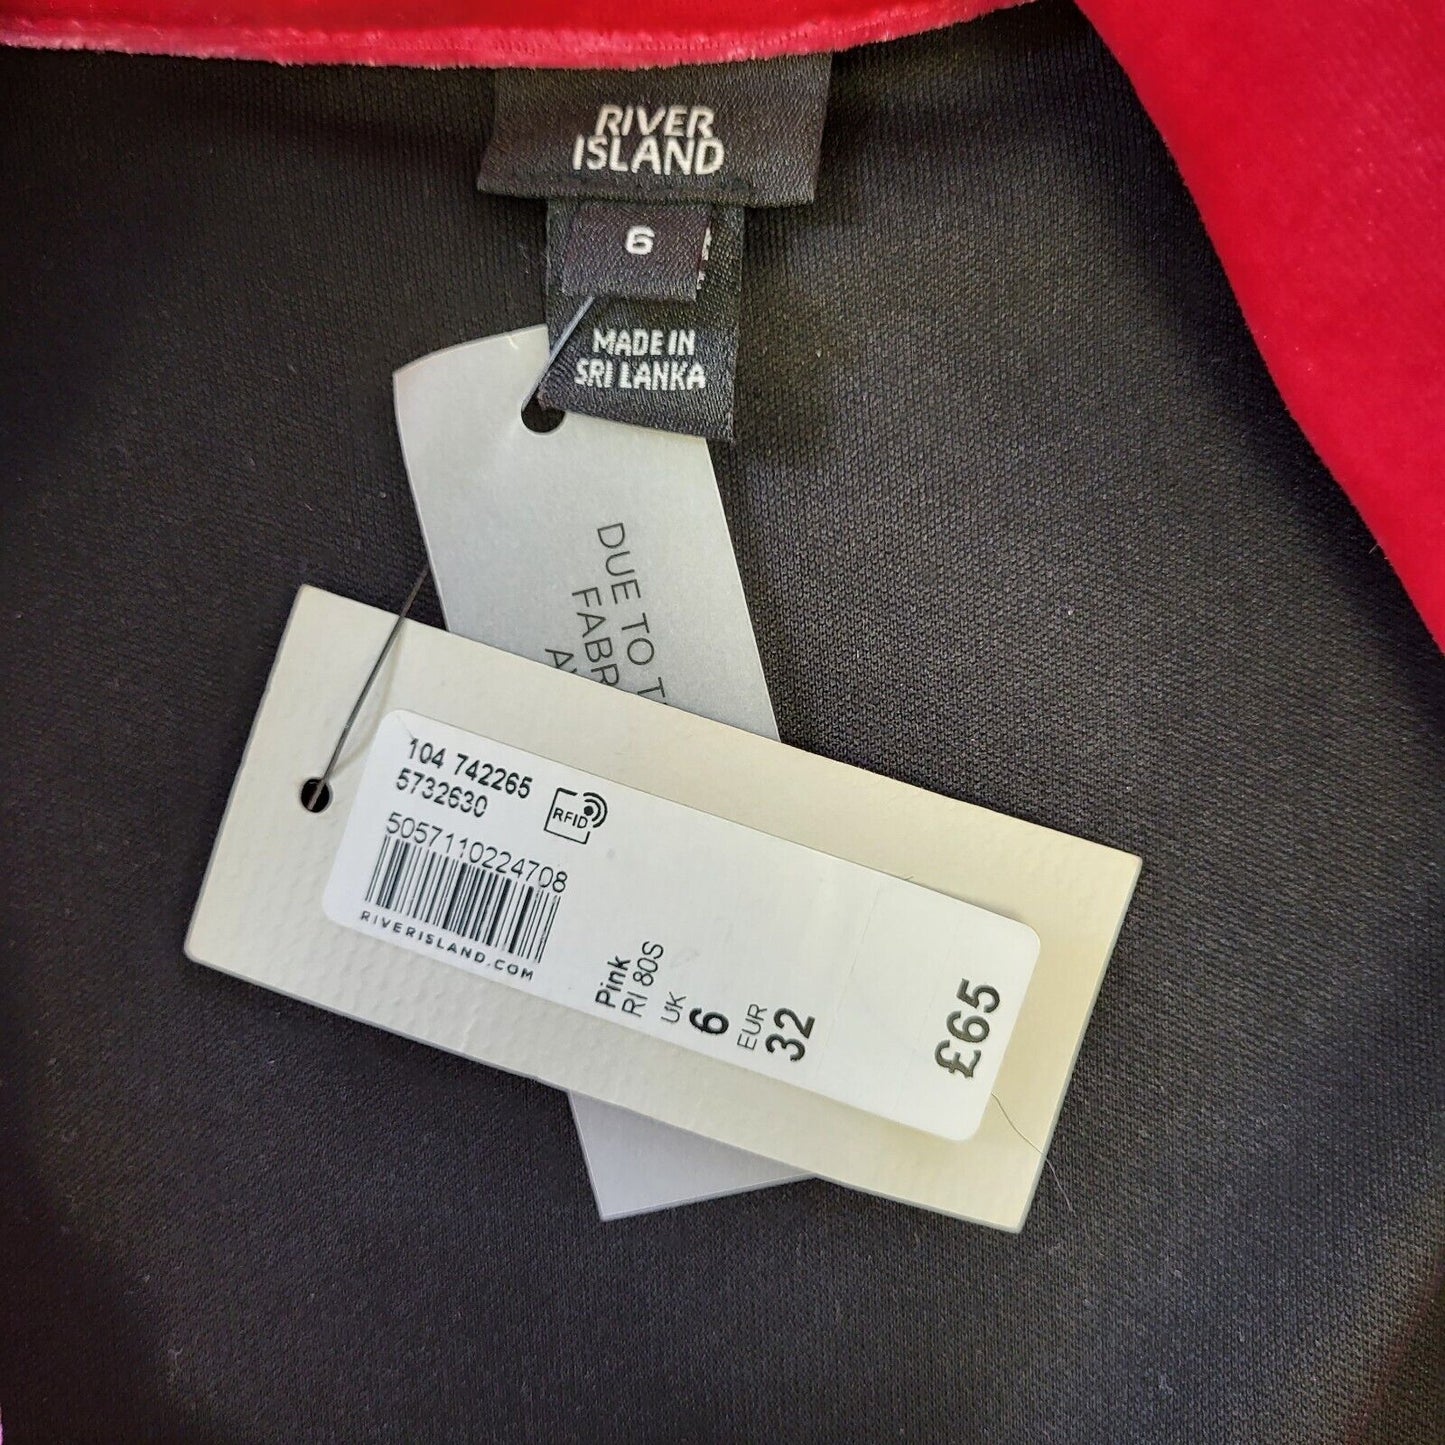 RIVER
ISLAND
6
MADE IN
SRI LANKA
DUE TO
FABR
104 742265
5732630
RFID
5057110224708
RIVERISLAND.COM
Pink
RI 80S
UK
6
EUR
32
£65